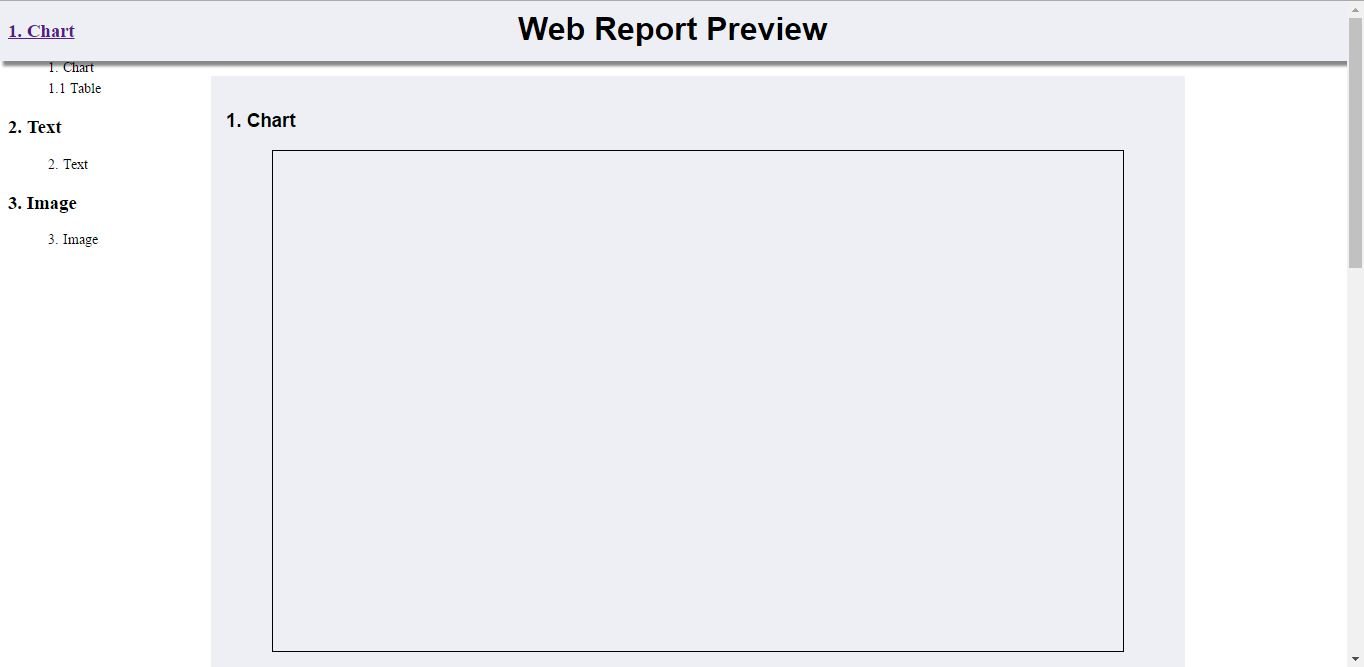 Web Report Preview
1. Chart
1. Chart
1.1 Table
2. Text
2. Text
3. Image
3. Image
1. Chart